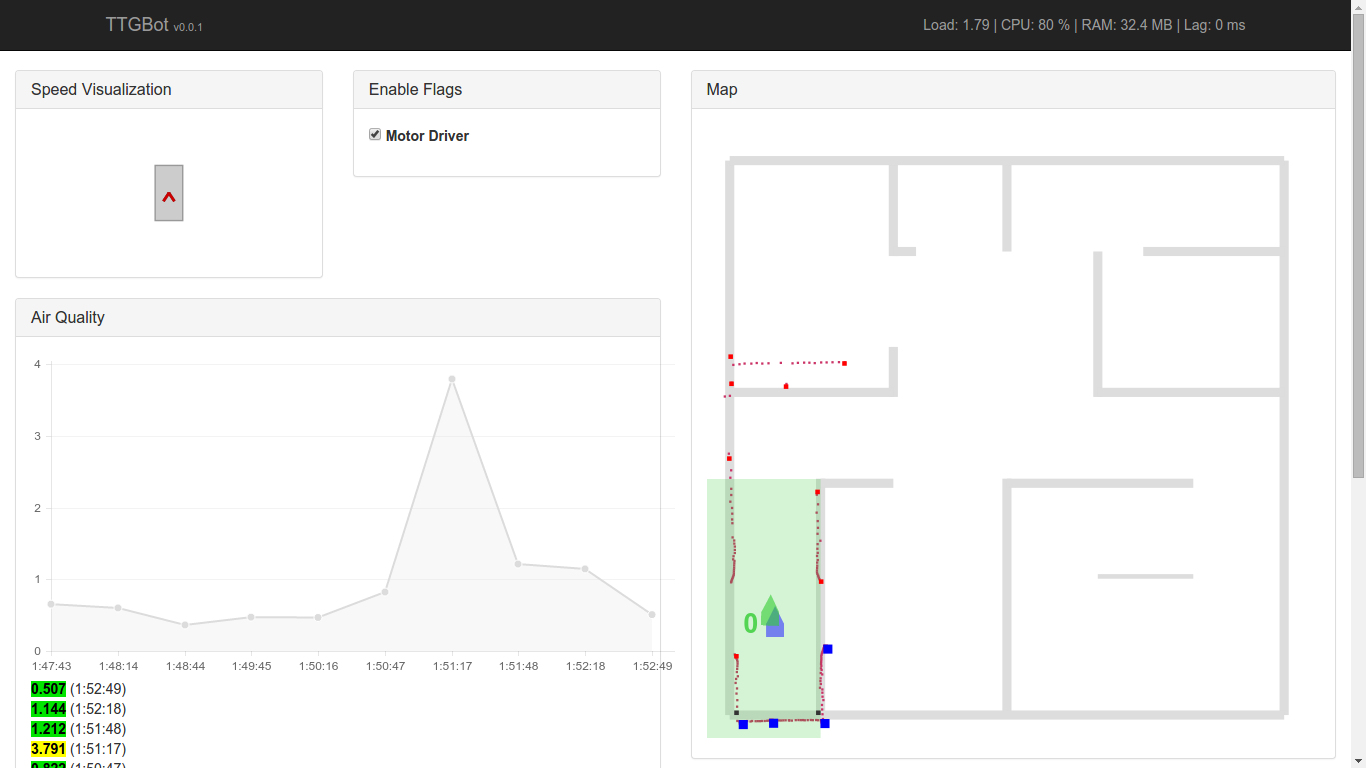 TTGBot v0.0.1
Load: 1.79 | CPU: 80 % | RAM: 32.4 MB | Lag: 0 ms
Speed Visualization
^
Enable Flags
Motor Driver
Air Quality
4
3
2
1
0
1:47:43 1:48:14 1:48:44 1:49:45 1:50:16 1:50:47 1:51:17 1:51:48 1:52:18 1:52:49
0.507 (1:52:49)
1.144 (1:52:18)
1.212 (1:51:48)
3.791 (1:51:17)
Map
0